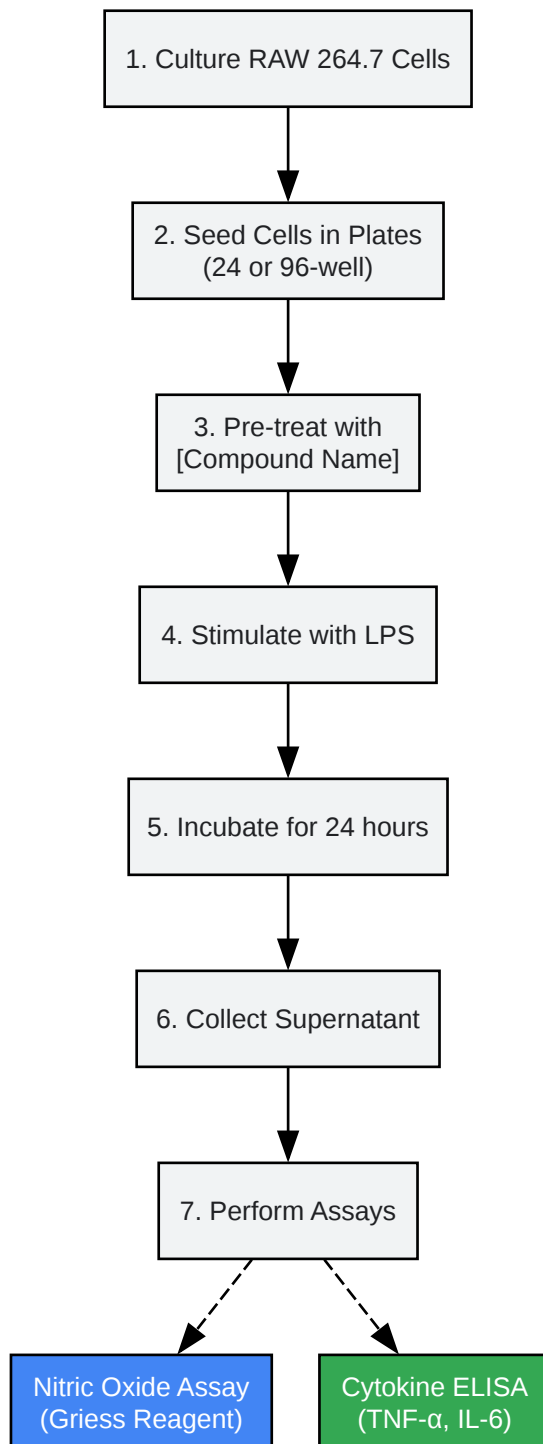 1. Culture RAW 264.7 Cells
2. Seed Cells in Plates
(24 or 96-well)
3. Pre-treat with
[Compound Name]
4. Stimulate with LPS
5. Incubate for 24 hours
6. Collect Supernatant
7. Perform Assays
Nitric Oxide Assay
(Griess Reagent)
Cytokine ELISA
(TNF-α, IL-6)